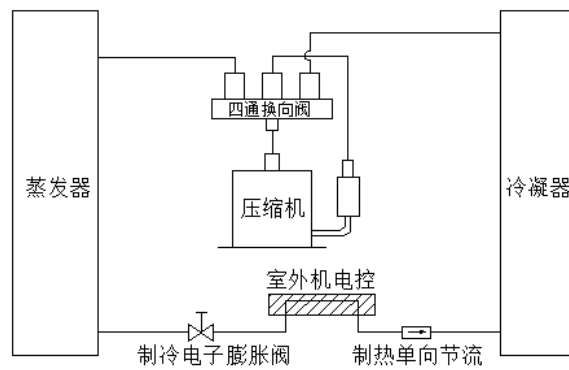 四通换向阀
蒸发器
压缩机
冷凝器
室外机电控
制冷电子膨胀阀
制热单向节流